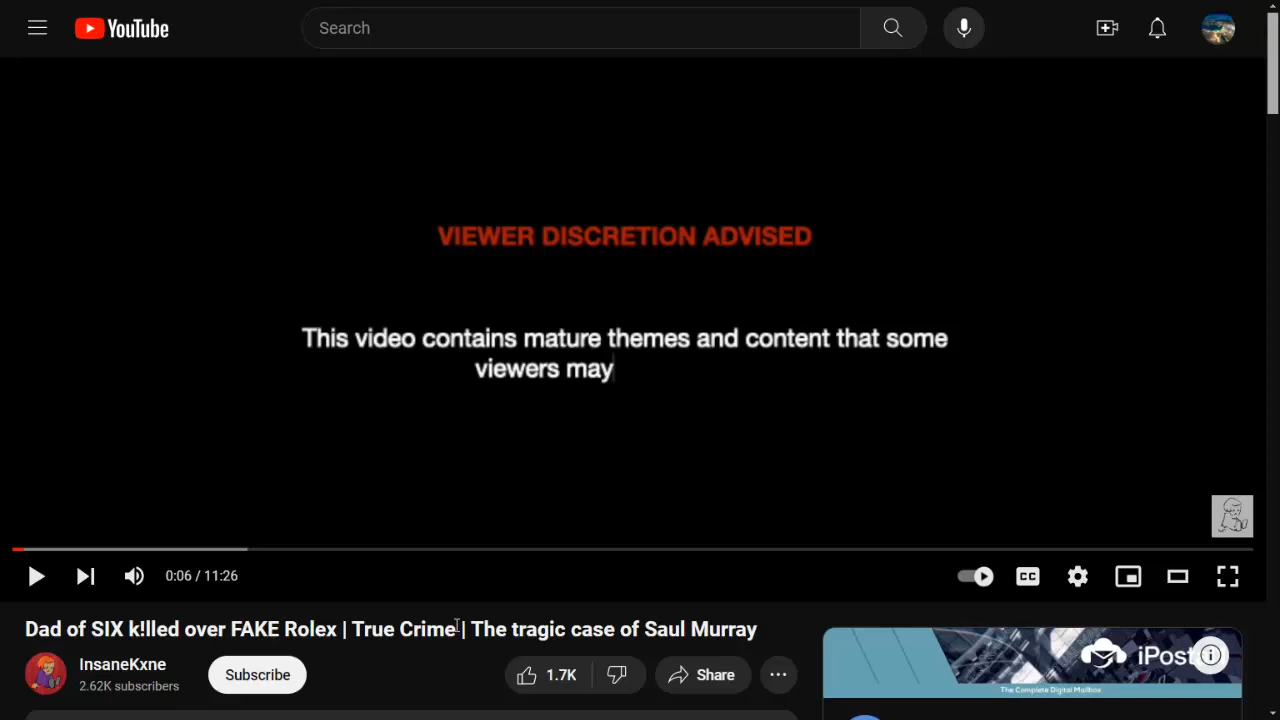 YouTube
Search
VIEWER DISCRETION ADVISED
This video contains mature themes and content that some
viewers may
0:06 / 11:26
CC
Dad of SIX k!lled over FAKE Rolex | True Crime | The tragic case of Saul Murray
InsaneKxne
2.62K subscribers
Subscribe
1.7K
Share
iPost
The Complete Digital Mailbox